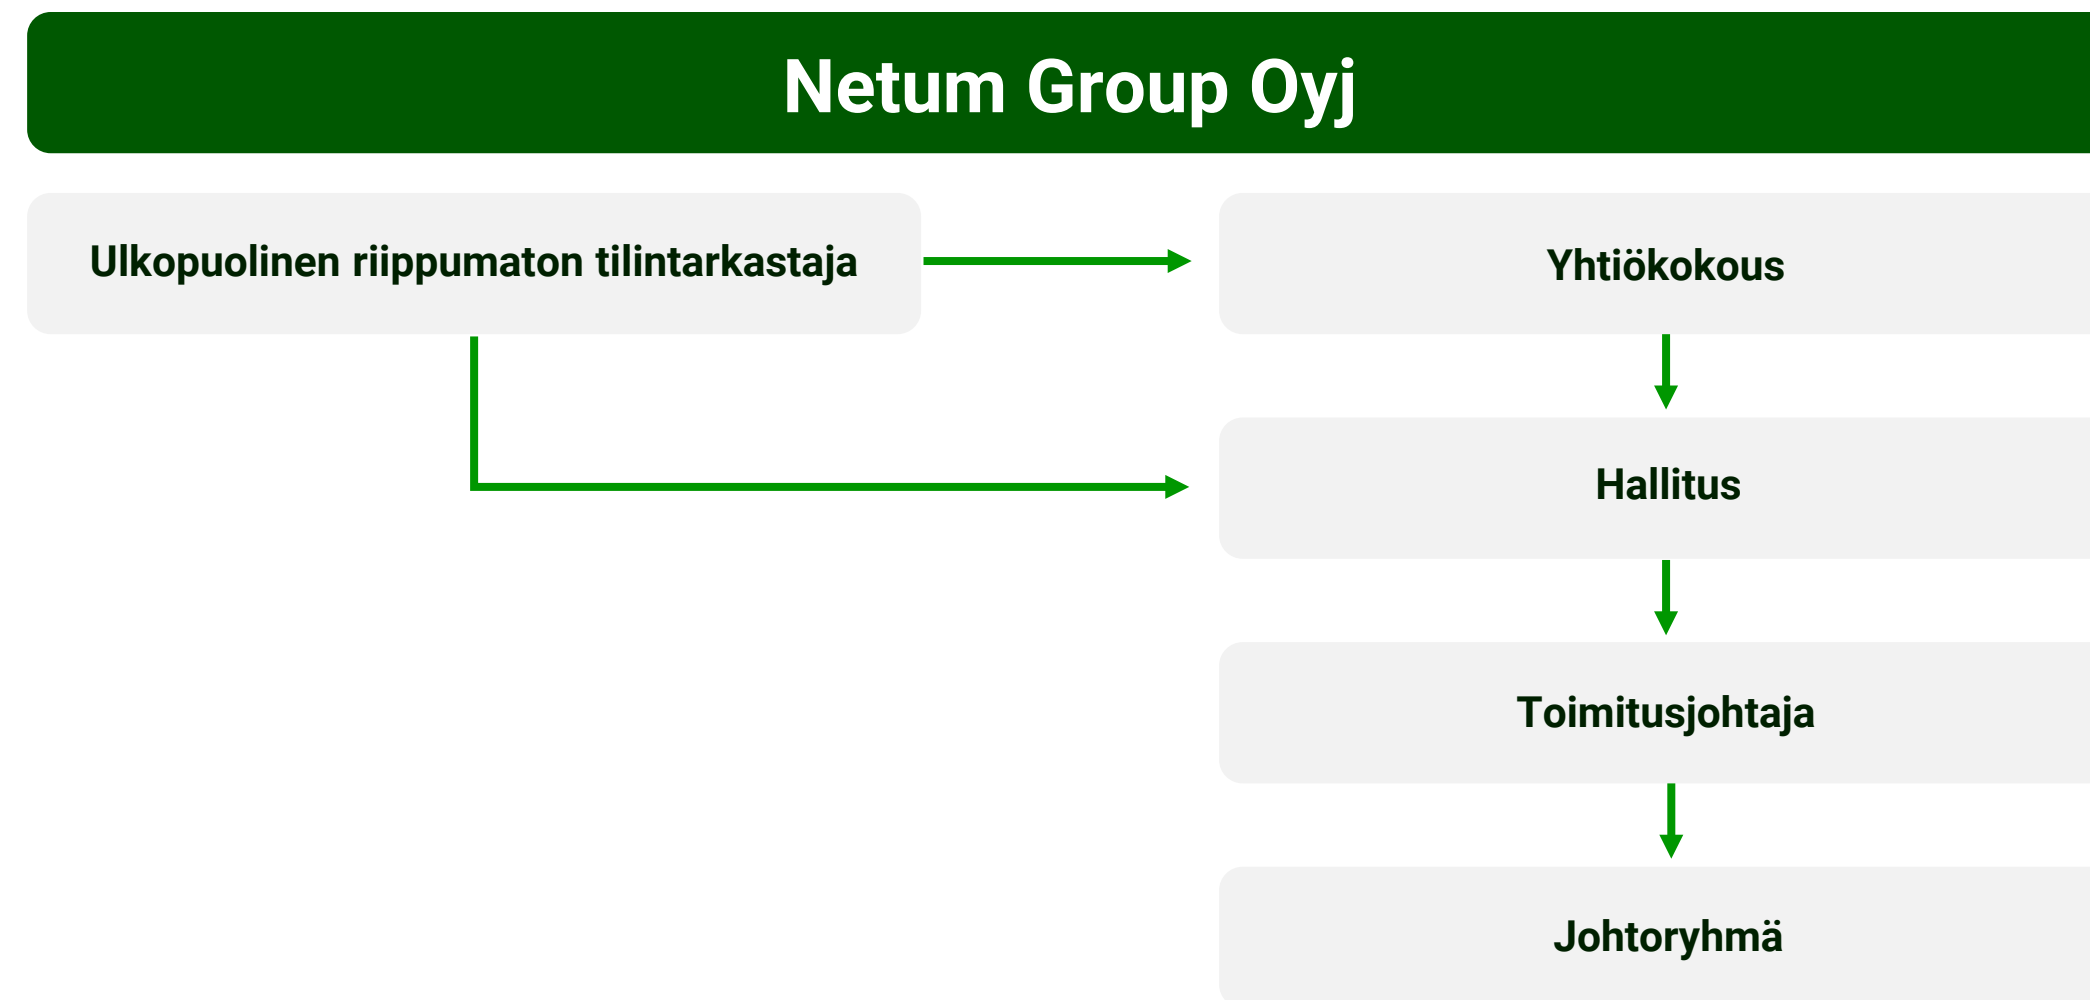 Netum Group Oyj
Ulkopuolinen riippumaton tilintarkastaja
Yhtiökokous
Hallitus
Toimitusjohtaja
Johtoryhmä